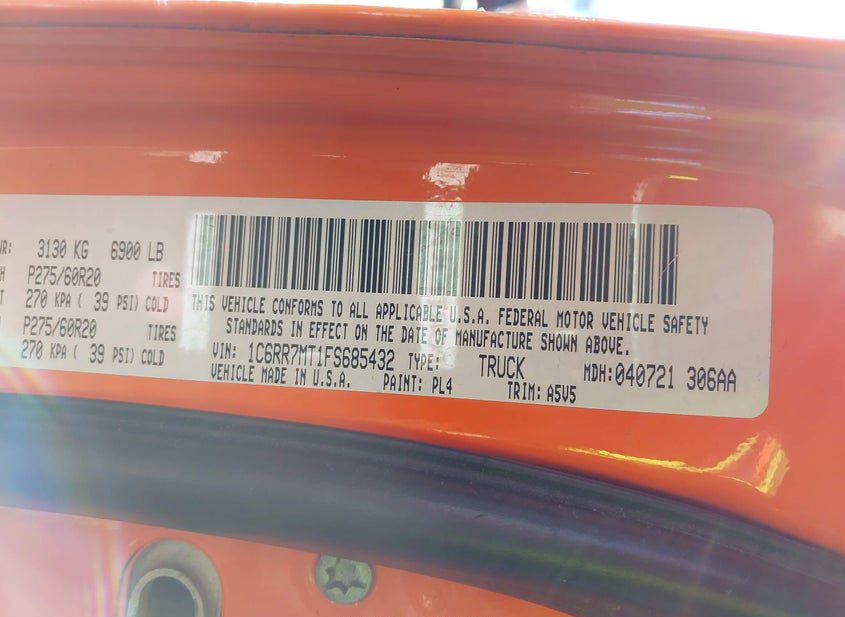 VR: 3130 KG 6900 LB
H P275/60R20 TIRES
T 270 KPA ( 39 PSI) COLD
P275/60R20 TIRES
270 KPA ( 39 PSI) COLD
THIS VEHICLE CONFORMS TO ALL APPLICABLE U.S.A. FEDERAL MOTOR VEHICLE SAFETY
STANDARDS IN EFFECT ON THE DATE OF MANUFACTURE SHOWN ABOVE.
VIN: 1C6RR7MT1FS685432 TYPE: TRUCK MDH:040721 306AA
VEHICLE MADE IN U.S.A. PAINT: PL4 TRIM: A5V5